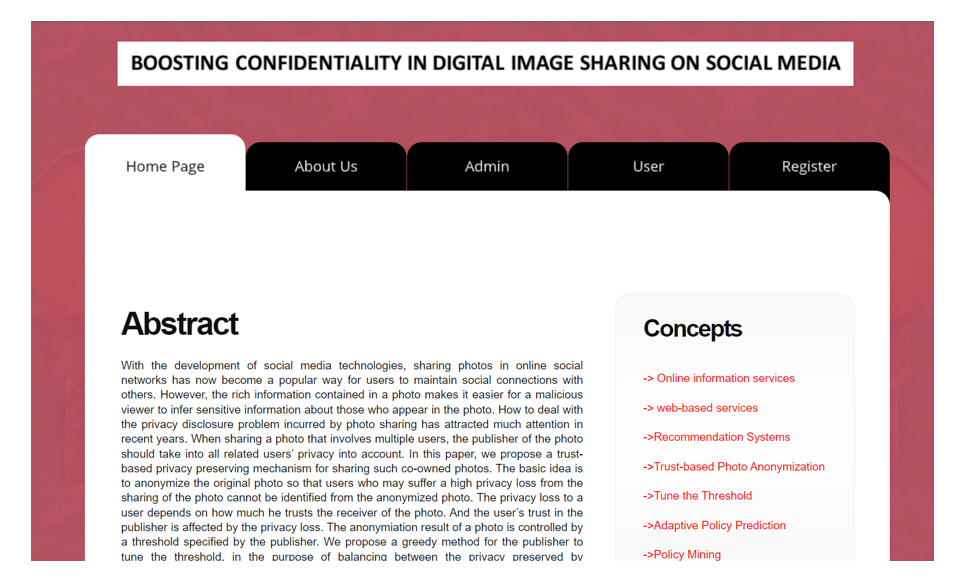 BOOSTING CONFIDENTIALITY IN DIGITAL IMAGE SHARING ON SOCIAL MEDIA
Home Page
About Us
Admin
User
Register
Abstract
With the development of social media technologies, sharing photos in online social
networks has now become a popular way for users to maintain social connections with
others. However, the rich information contained in a photo makes it easier for a malicious
viewer to infer sensitive information about those who appear in the photo. How to deal with
the privacy disclosure problem incurred by photo sharing has attracted much attention in
recent years. When sharing a photo that involves multiple users, the publisher of the photo
should take into all related users' privacy into account. In this paper, we propose a trust-
based privacy preserving mechanism for sharing such co-owned photos. The basic idea is
to anonymize the original photo so that users who may suffer a high privacy loss from the
sharing of the photo cannot be identified from the anonymized photo. The privacy loss to a
user depends on how much he trusts the receiver of the photo. And the user's trust in the
publisher is affected by the privacy loss. The anonymiation result of a photo is controlled by
a threshold specified by the publisher. We propose a greedy method for the publisher to
tune the threshold, in the purpose of balancing between the privacy preserved by
Concepts
-> Online information services
-> web-based services
->Recommendation Systems
->Trust-based Photo Anonymization
->Tune the Threshold
->Adaptive Policy Prediction
->Policy Mining